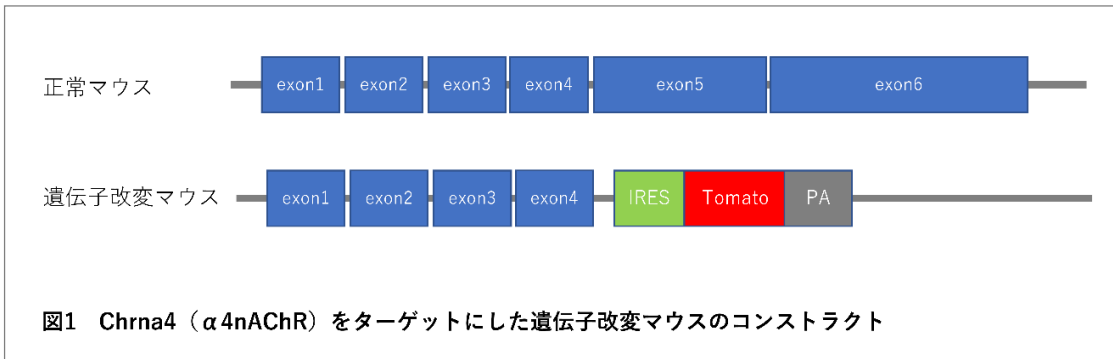 正常マウス
exon1 exon2 exon3 exon4 exon5 exon6
遺伝子改変マウス
exon1 exon2 exon3 exon4 IRES Tomato PA
図1　Chrna4（α4nAChR）をターゲットにした遺伝子改変マウスのコンストラクト